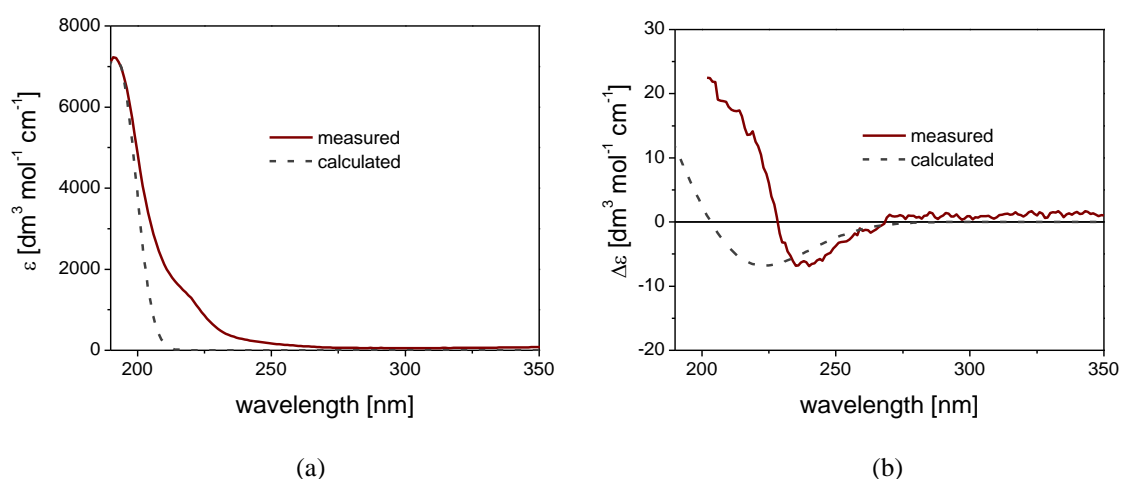 8000
6000
4000
2000
0
200
250
300
350
ε [dm³ mol⁻¹ cm⁻¹]
wavelength [nm]
measured
calculated
(a)
30
20
10
0
-10
-20
200
250
300
350
Δε [dm³ mol⁻¹ cm⁻¹]
wavelength [nm]
measured
calculated
(b)